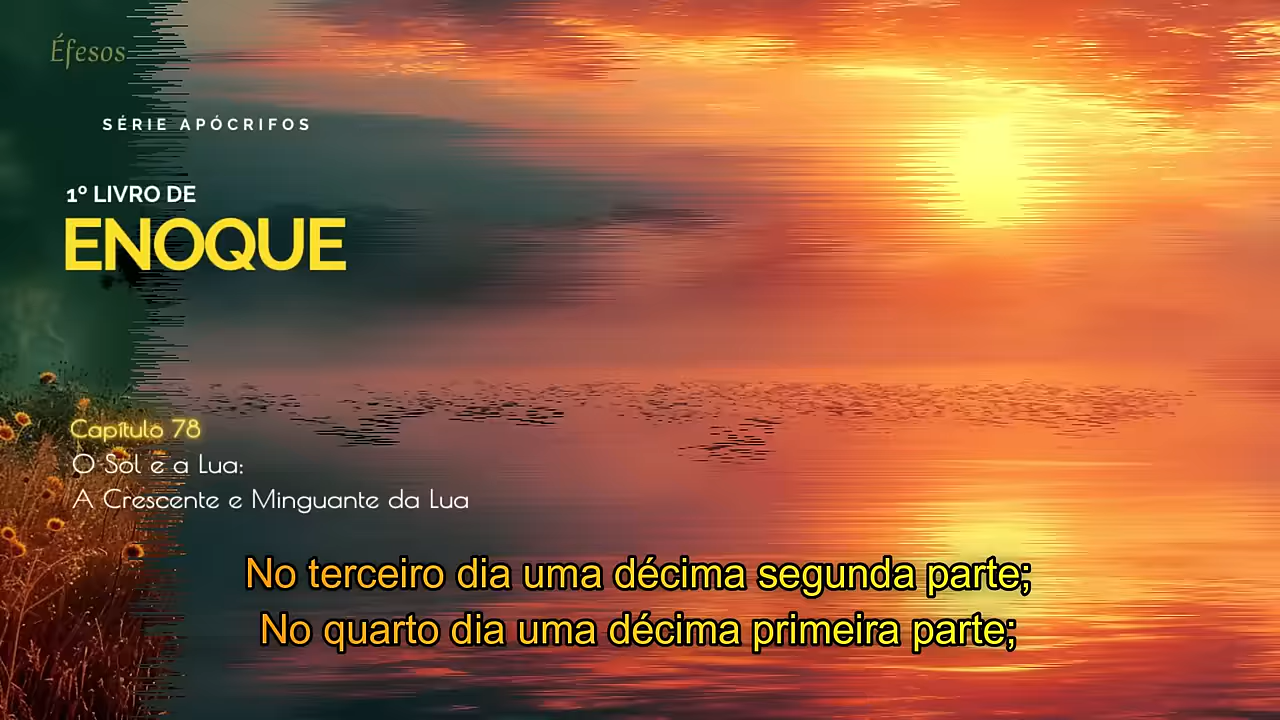 Éfesos
SÉRIE APÓCRIFOS
1º LIVRO DE
ENOQUE
Capítulo 78
O Sol e a Lua:
A Crescente e Minguante da Lua
No terceiro dia uma décima segunda parte;
No quarto dia uma décima primeira parte;